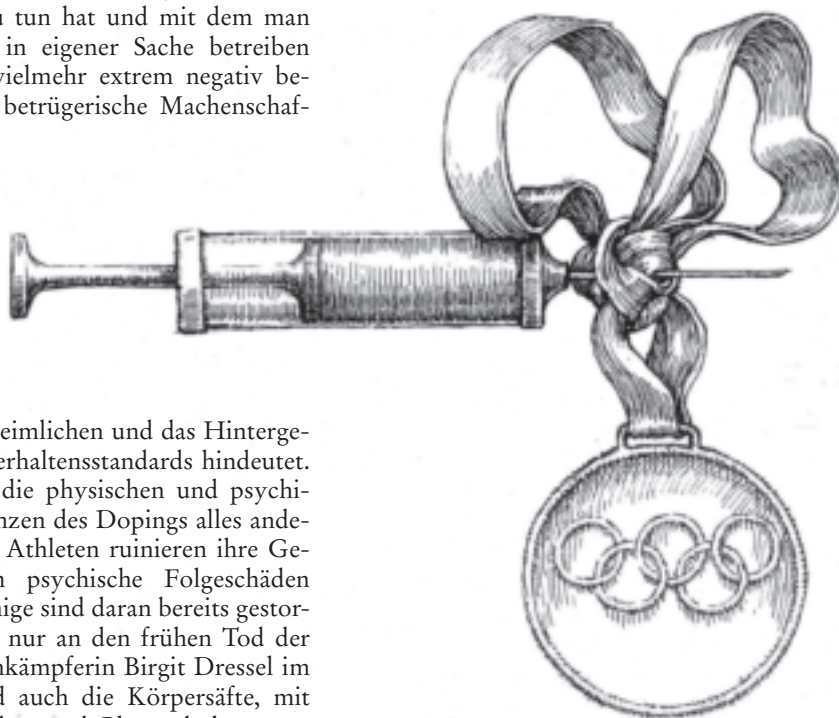 tun hat und mit dem man
in eigener Sache betreiben
vielmehr extrem negativ be-
betrügerische Machenschaf-
eimlichen und das Hinterge-
erhaltensstandards hindeutet.
die physischen und psychi-
nzen des Dopings alles ande-
Athleten ruinieren ihre Ge-
psychische Folgeschäden
nige sind daran bereits gestor-
nur an den frühen Tod der
nkämpferin Birgit Dressel im
auch die Körpersäfte, mit